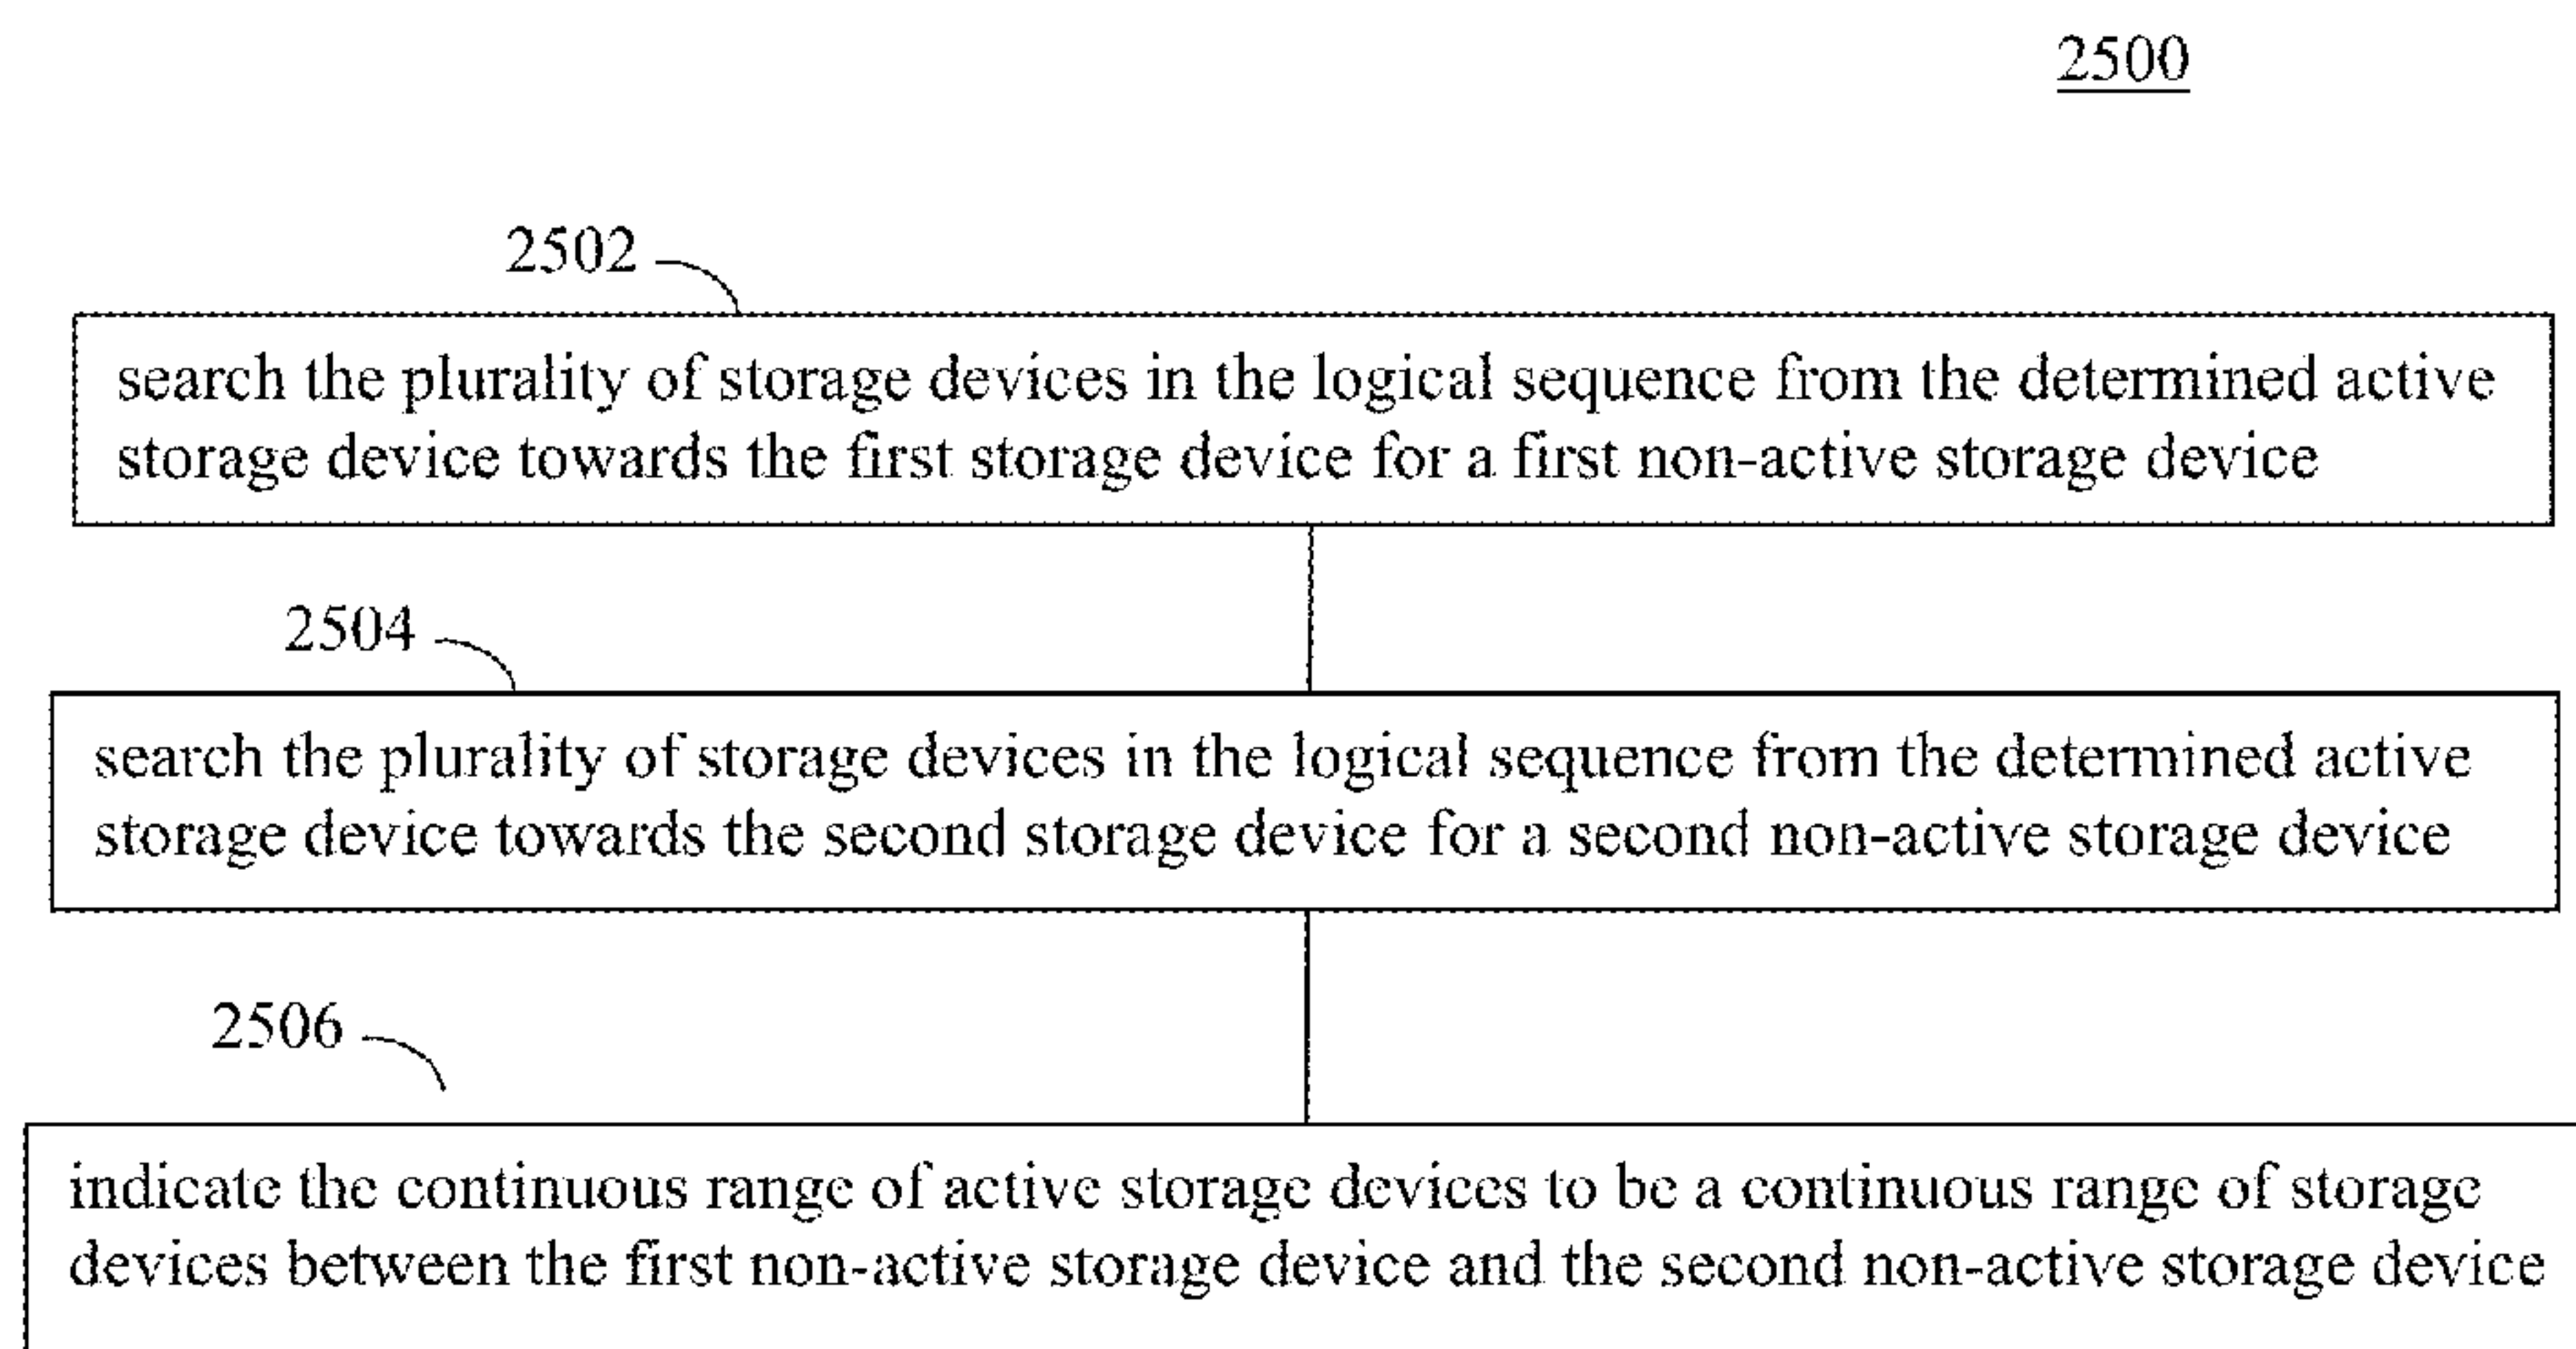 2500
2502
search the plurality of storage devices in the logical sequence from the determined active
storage device towards the first storage device for a first non-active storage device
2504
search the plurality of storage devices in the logical sequence from the determined active
storage device towards the second storage device for a second non-active storage device
2506
indicate the continuous range of active storage devices to be a continuous range of storage
devices between the first non-active storage device and the second non-active storage device